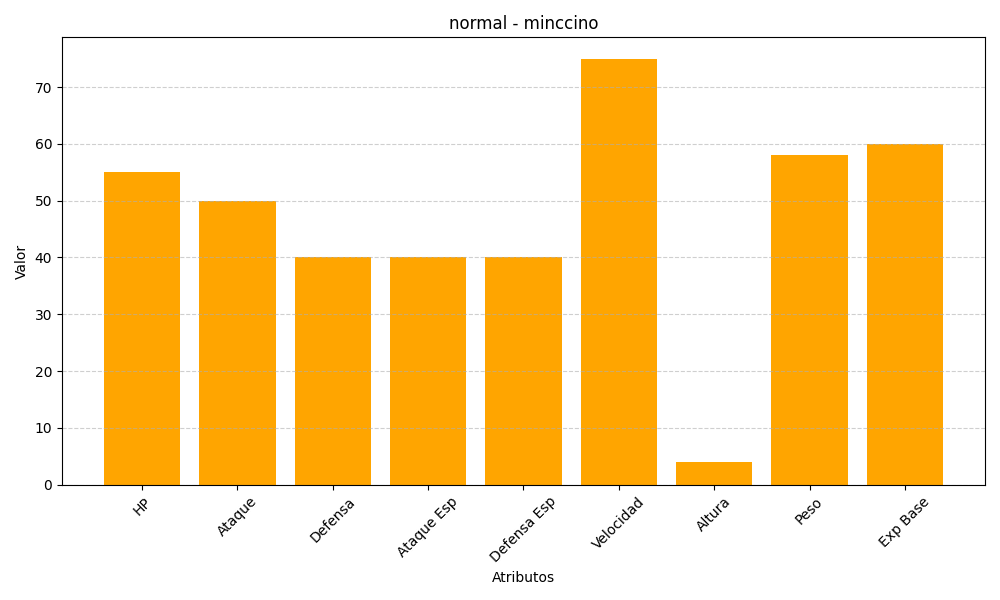 normal - minccino
Valor
70
60
50
40
30
20
10
0
HP
Ataque
Defensa
Ataque Esp
Defensa Esp
Velocidad
Altura
Peso
Exp Base
Atributos